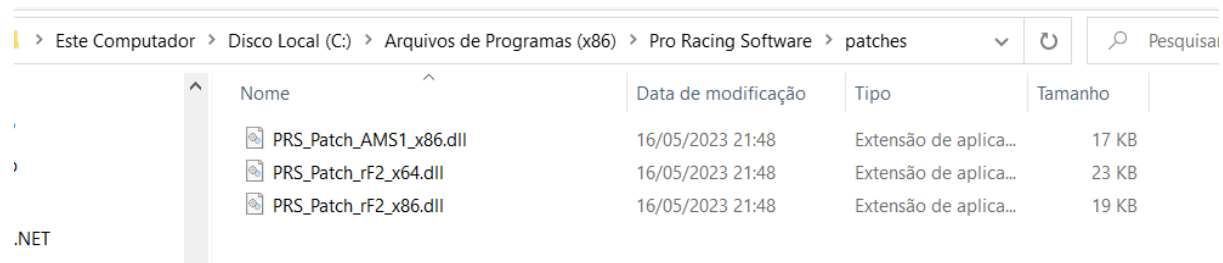 Este Computador > Disco Local (C:) > Arquivos de Programas (x86) > Pro Racing Software > patches Pesquisar
Nome Data de modificação Tipo Tamanho
PRS_Patch_AMS1_x86.dll 16/05/2023 21:48 Extensão de aplica... 17 KB
PRS_Patch_rF2_x64.dll 16/05/2023 21:48 Extensão de aplica... 23 KB
PRS_Patch_rF2_x86.dll 16/05/2023 21:48 Extensão de aplica... 19 KB
.NET